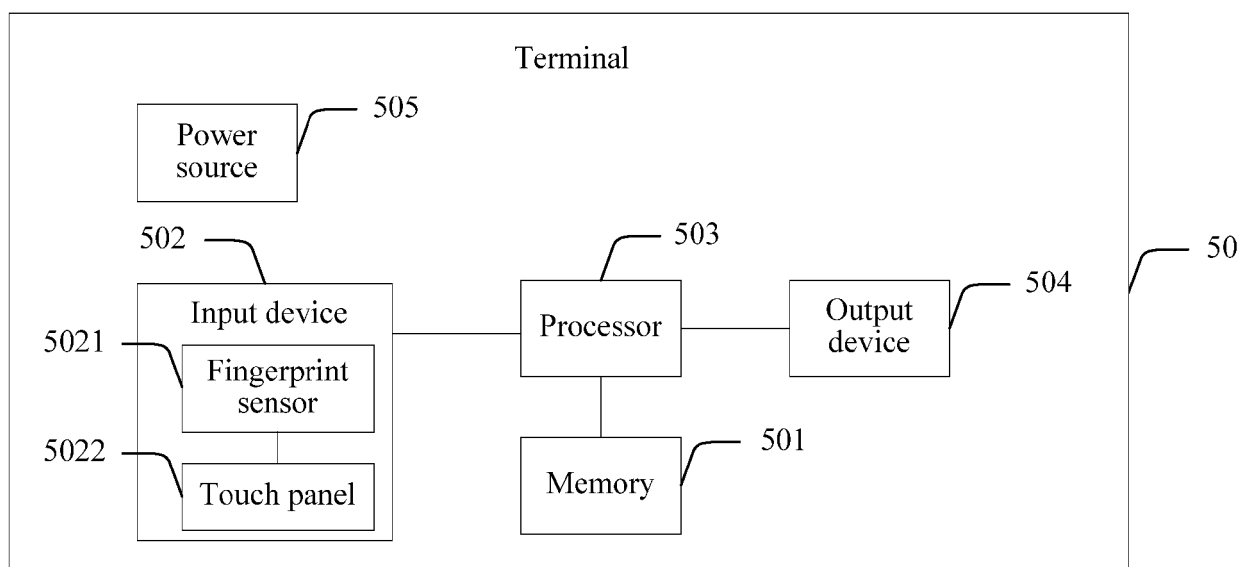 Terminal
505
Power
source
502
503
50
504
Input device
Processor
Output
device
5021
Fingerprint
sensor
5022
501
Touch panel
Memory